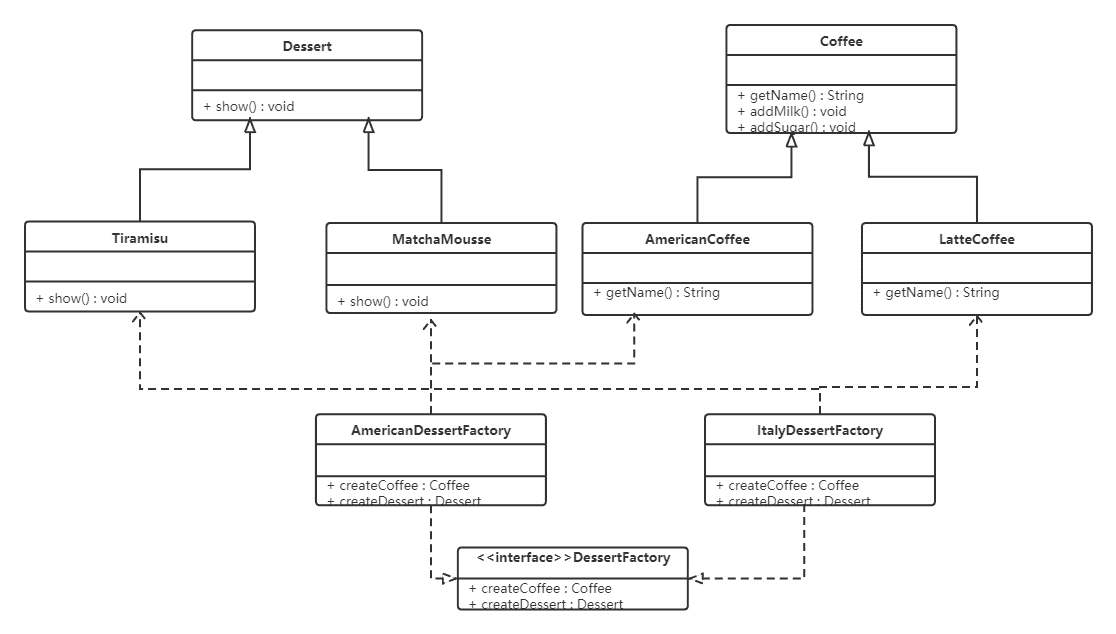 Dessert
+ show() : void
Coffee
+ getName() : String
+ addMilk() : void
+ addSugar() : void
Tiramisu
+ show() : void
MatchaMousse
+ show() : void
AmericanCoffee
+ getName() : String
LatteCoffee
+ getName() : String
AmericanDessertFactory
+ createCoffee : Coffee
+ createDessert : Dessert
ItalyDessertFactory
+ createCoffee : Coffee
+ createDessert : Dessert
<<interface>>DessertFactory
+ createCoffee : Coffee
+ createDessert : Dessert